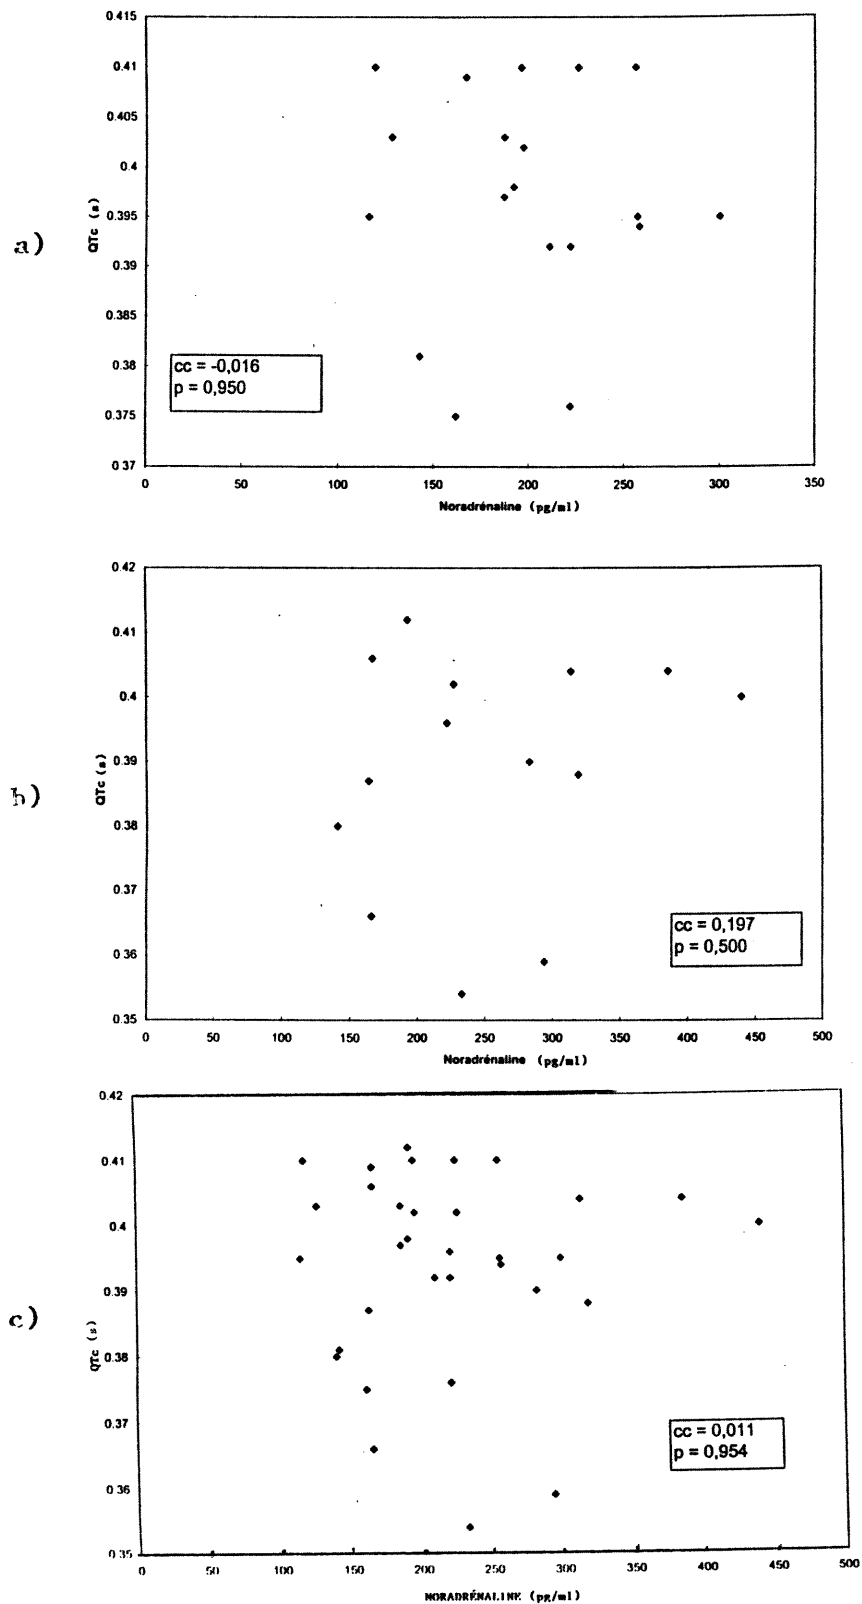 a)
0.415
0.41
0.405
0.4
0.395
0.39
0.385
0.38
0.375
0.37
QTc (s)
cc = -0,016
p = 0,950
0 50 100 150 200 250 300 350
Noradrénaline (pg/ml)
b)
0.42
0.41
0.4
0.39
0.38
0.37
0.36
0.35
QTc (s)
cc = 0,197
p = 0,500
0 50 100 150 200 250 300 350 400 450 500
Noradrénaline (pg/ml)
c)
0.42
0.41
0.4
0.39
0.38
0.37
0.36
0.35
QTc (s)
cc = 0,011
p = 0,954
0 50 100 150 200 250 300 350 400 450 500
NORADRÉNALINE (pg/ml)